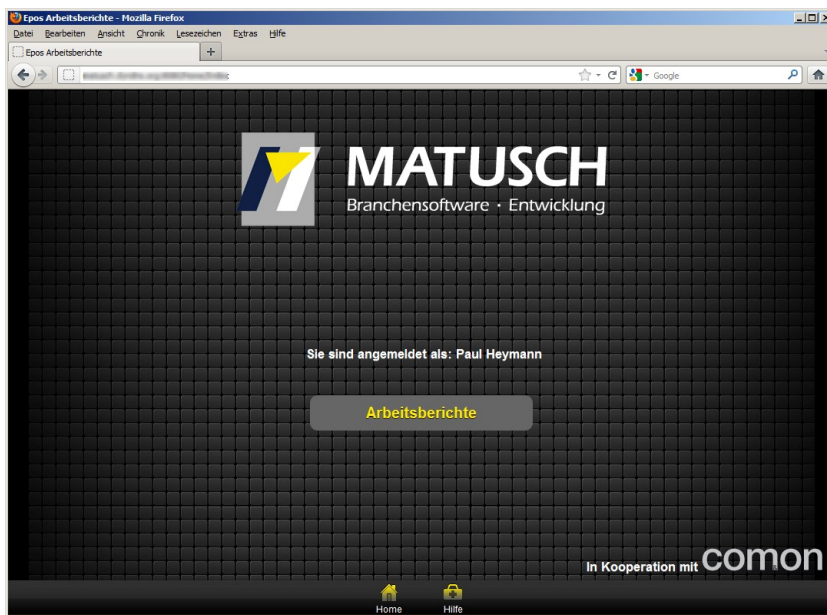 Epos Arbeitsberichte - Mozilla Firefox
Datei Bearbeiten Ansicht Chronik Lesezeichen Extras Hilfe
Epos Arbeitsberichte
Google
MATUSCH
Branchensoftware · Entwicklung
Sie sind angemeldet als: Paul Heymann
Arbeitsberichte
In Kooperation mit comon
Home Hilfe